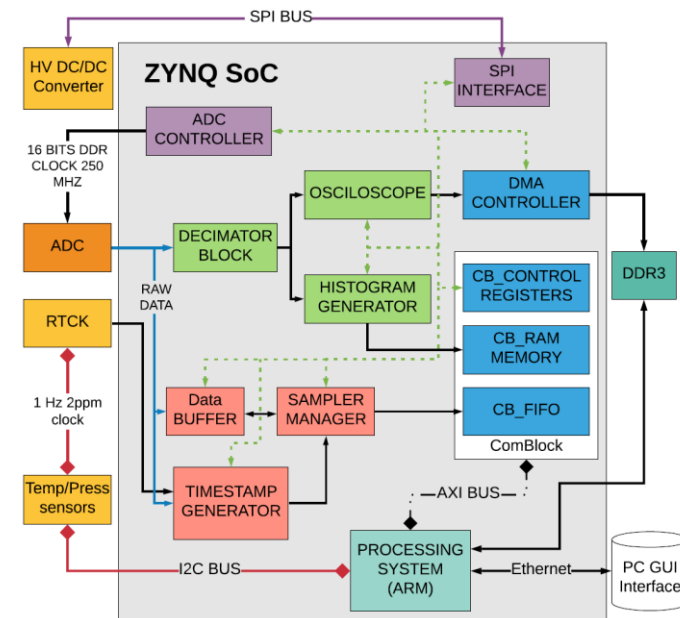 SPI BUS
HV DC/DC
Converter
ZYNQ SoC
SPI
INTERFACE
ADC
CONTROLLER
16 BITS DDR
CLOCK 250
MHZ
OSCILOSCOPE
DMA
CONTROLLER
ADC
DECIMATOR
BLOCK
DDR3
RAW
DATA
HISTOGRAM
GENERATOR
CB_CONTROL
REGISTERS
RTCK
CB_RAM
MEMORY
1 Hz 2ppm
clock
Data
BUFFER
SAMPLER
MANAGER
CB_FIFO
ComBlock
Temp/Press
sensors
TIMESTAMP
GENERATOR
AXI BUS
PROCESSING
SYSTEM
(ARM)
I2C BUS
Ethernet
PC GUI
Interface